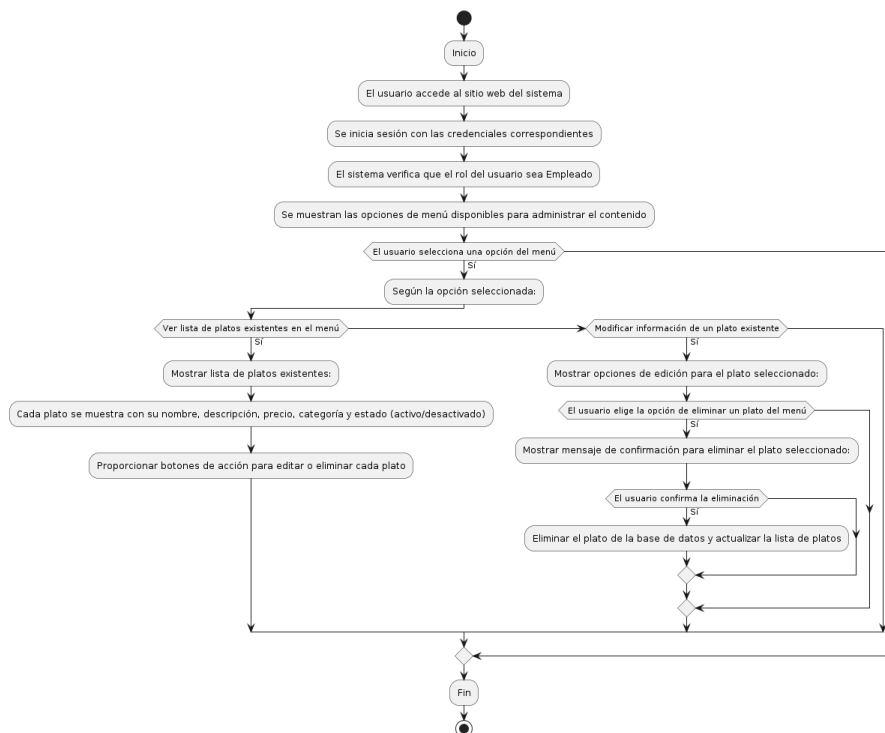 Inicio
El usuario accede al sitio web del sistema
Se inicia sesión con las credenciales correspondientes
El sistema verifica que el rol del usuario sea Empleado
Se muestran las opciones de menú disponibles para administrar el contenido
El usuario selecciona una opción del menú
Sí
Según la opción seleccionada:
Ver lista de platos existentes en el menú
Sí
Mostrar lista de platos existentes:
Cada plato se muestra con su nombre, descripción, precio, categoría y estado (activo/desactivado)
Proporcionar botones de acción para editar o eliminar cada plato
Modificar información de un plato existente
Sí
Mostrar opciones de edición para el plato seleccionado:
El usuario elige la opción de eliminar un plato del menú
Sí
Mostrar mensaje de confirmación para eliminar el plato seleccionado:
El usuario confirma la eliminación
Sí
Eliminar el plato de la base de datos y actualizar la lista de platos
Fin